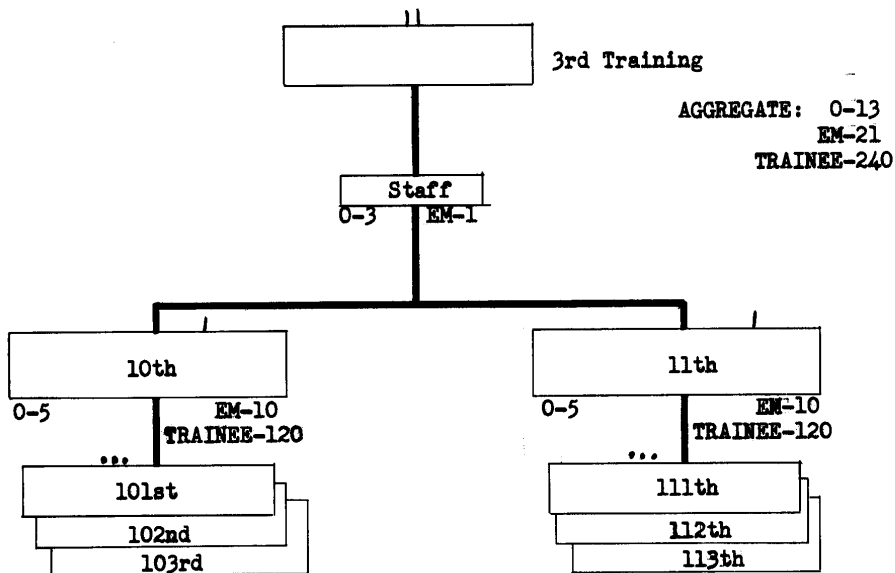 3rd Training
AGGREGATE: O-13
EM-21
TRAINEE-240
Staff
O-3 EM-1
10th
11th
O-5 EM-10
TRAINEE-120
O-5 EM-10
TRAINEE-120
101st
102nd
103rd
111th
112th
113th